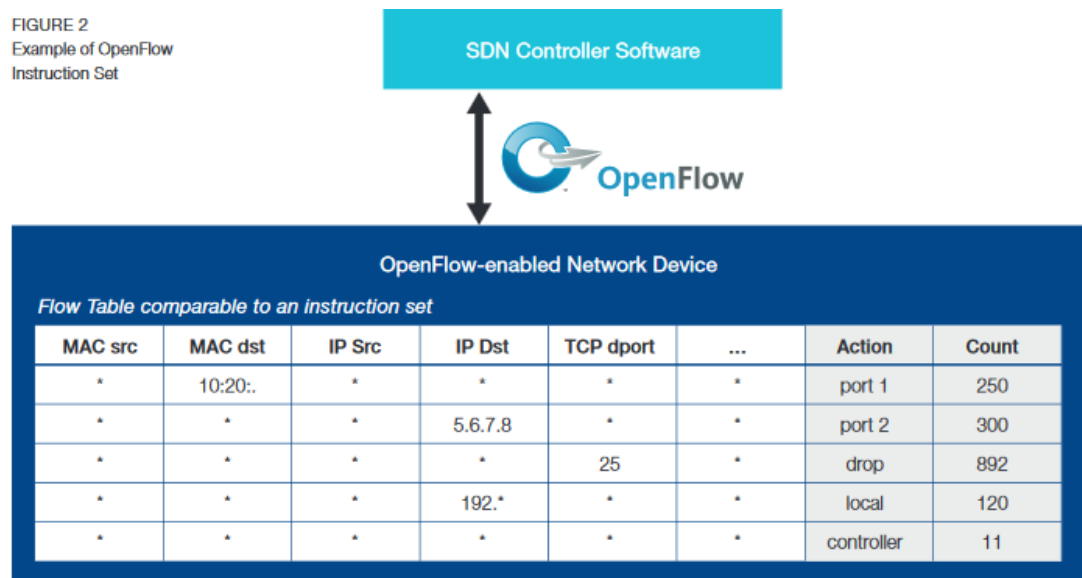 FIGURE 2
Example of OpenFlow
Instruction Set
SDN Controller Software
OpenFlow
OpenFlow-enabled Network Device
Flow Table comparable to an instruction set
MAC src MAC dst IP Src IP Dst TCP dport ... Action Count
* 10:20:. * * * * port 1 250
* * * 5.6.7.8 * * port 2 300
* * * * 25 * drop 892
* * * 192.* * * local 120
* * * * * * controller 11